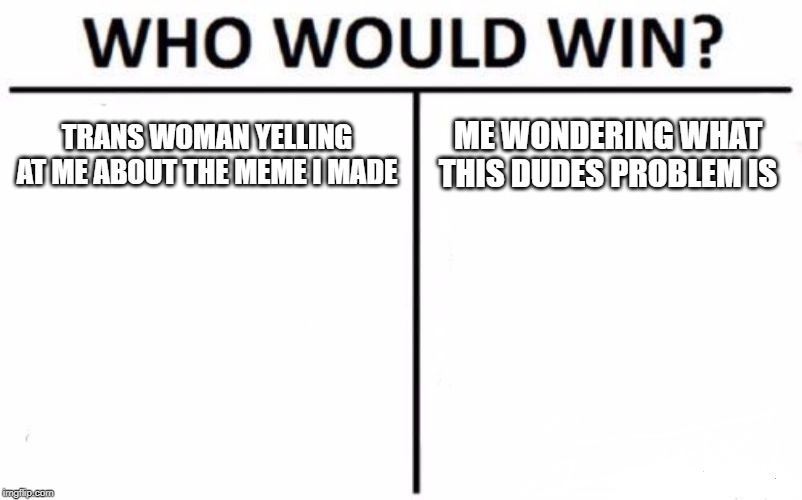 WHO WOULD WIN?
TRANS WOMAN YELLING
AT ME ABOUT THE MEME I MADE
ME WONDERING WHAT
THIS DUDES PROBLEM IS
imgflip.com